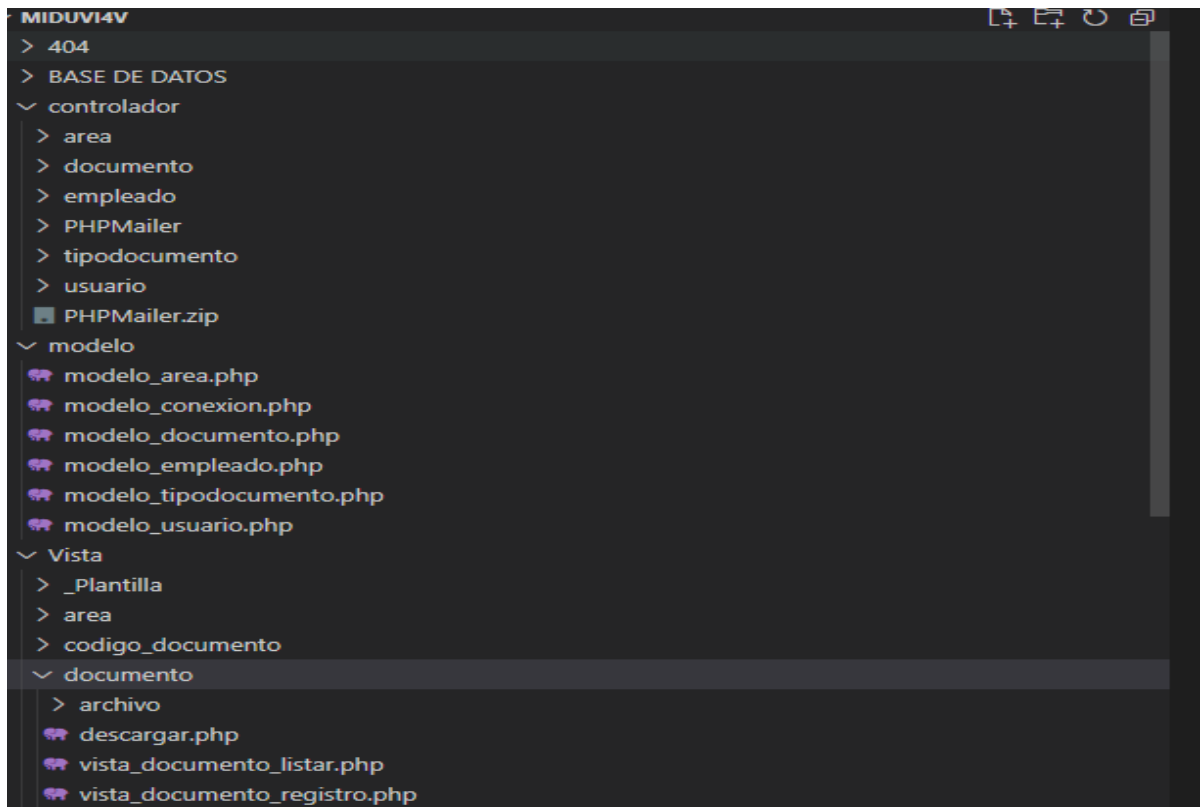 MIDUVI4V
404
BASE DE DATOS
controlador
area
documento
empleado
PHPMailer
tipodocumento
usuario
PHPMailer.zip
modelo
modelo_area.php
modelo_conexion.php
modelo_documento.php
modelo_empleado.php
modelo_tipodocumento.php
modelo_usuario.php
Vista
_Plantilla
area
codigo_documento
documento
archivo
descargar.php
vista_documento_listar.php
vista_documento_registro.php